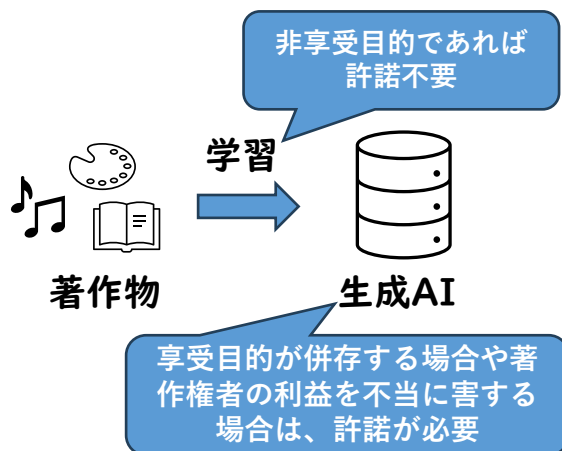 非享受目的であれば
許諾不要
学習
著作物
生成AI
享受目的が併存する場合や著
作権者の利益を不当に害する
場合は、許諾が必要